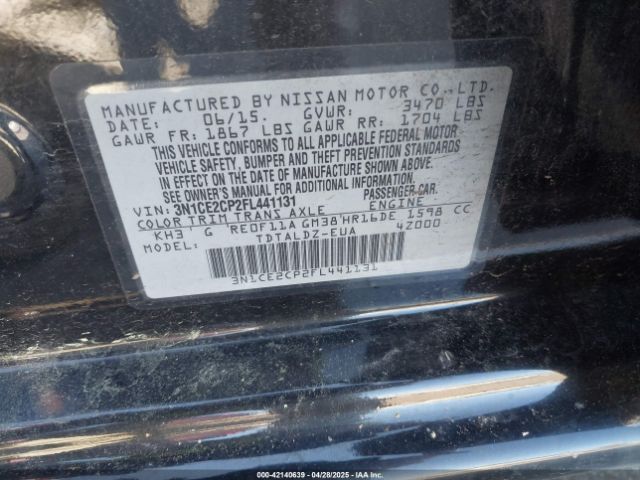 MANUFACTURED BY NISSAN MOTOR CO., LTD.
DATE: 06/15. GVWR: 3470 LBS
GAWR FR: 1867 LBS GAWR RR: 1704 LBS
THIS VEHICLE CONFORMS TO ALL APPLICABLE FEDERAL MOTOR
VEHICLE SAFETY, BUMPER AND THEFT PREVENTION STANDARDS
IN EFFECT ON THE DATE OF MANUFACTURE SHOWN ABOVE.
SEE OWNERS MANUAL FOR ADDITIONAL INFORMATION.
VIN: 3N1CE2CP2FL441131 PASSENGER CAR.
COLOR TRIM TRANS AXLE ENGINE
KH3 G RE0F11A GM38 HR16DE 1598 CC
MODEL: TDTALDZ-EUA 4Z000
3N1CE2CP2FL441131
000-42140639 04/28/2025 - Copyright IAA, Inc.